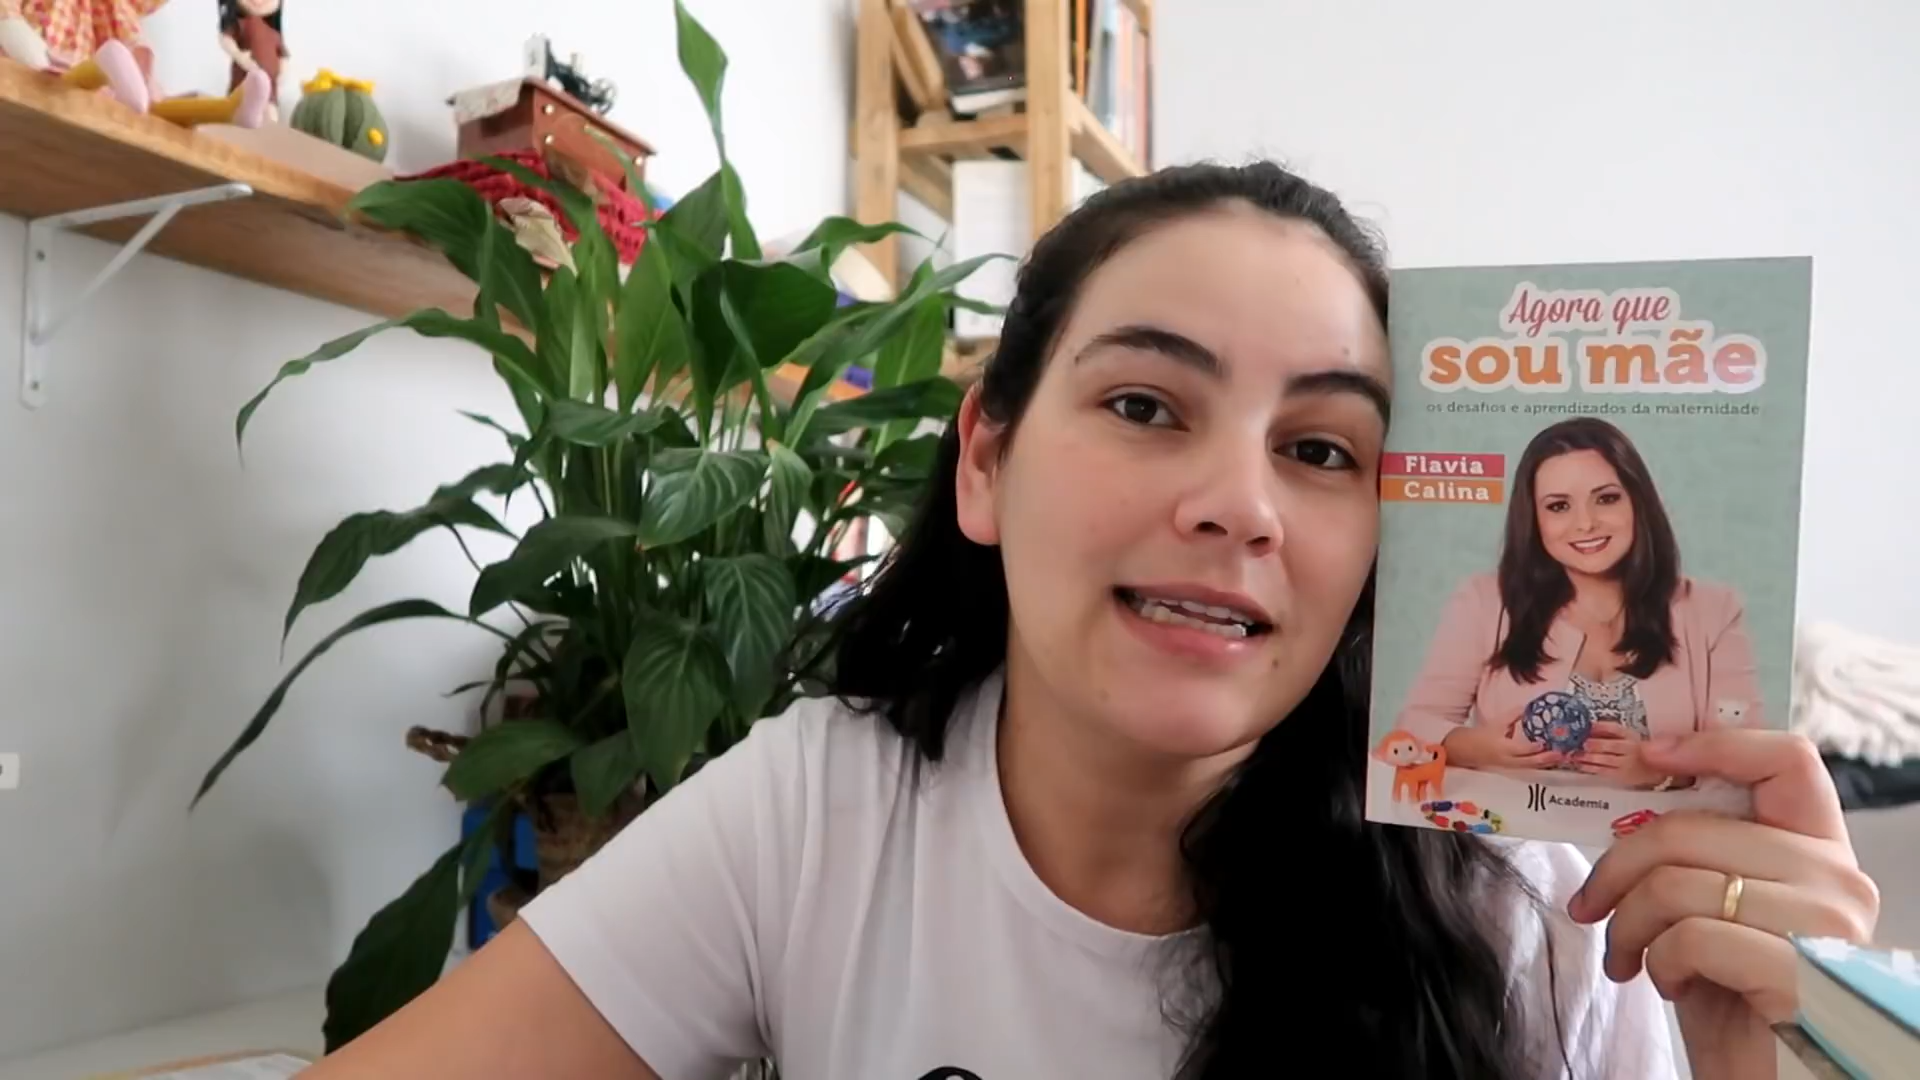 Agora que
sou mãe
os desafios e aprendizados da maternidade
Flavia
Calina
Academia